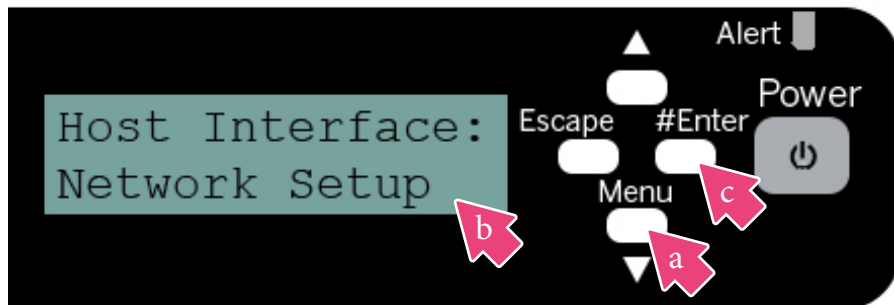 Alert
Power
Host Interface:
Network Setup
Escape
#Enter
Menu
a
b
c